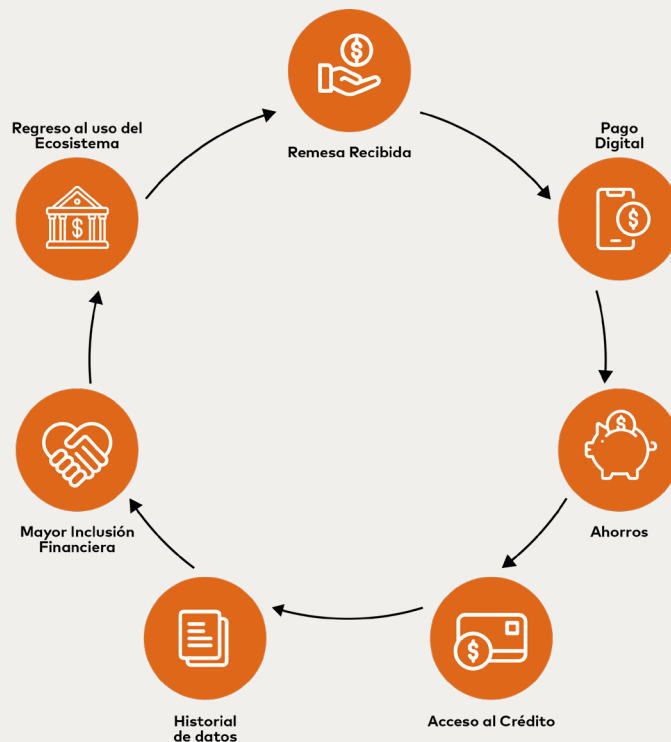 Remesa Recibida
Pago
Digital
Ahorros
Acceso al Crédito
Historial
de datos
Mayor Inclusión
Financiera
Regreso al uso del
Ecosistema
$
$
$
$
$